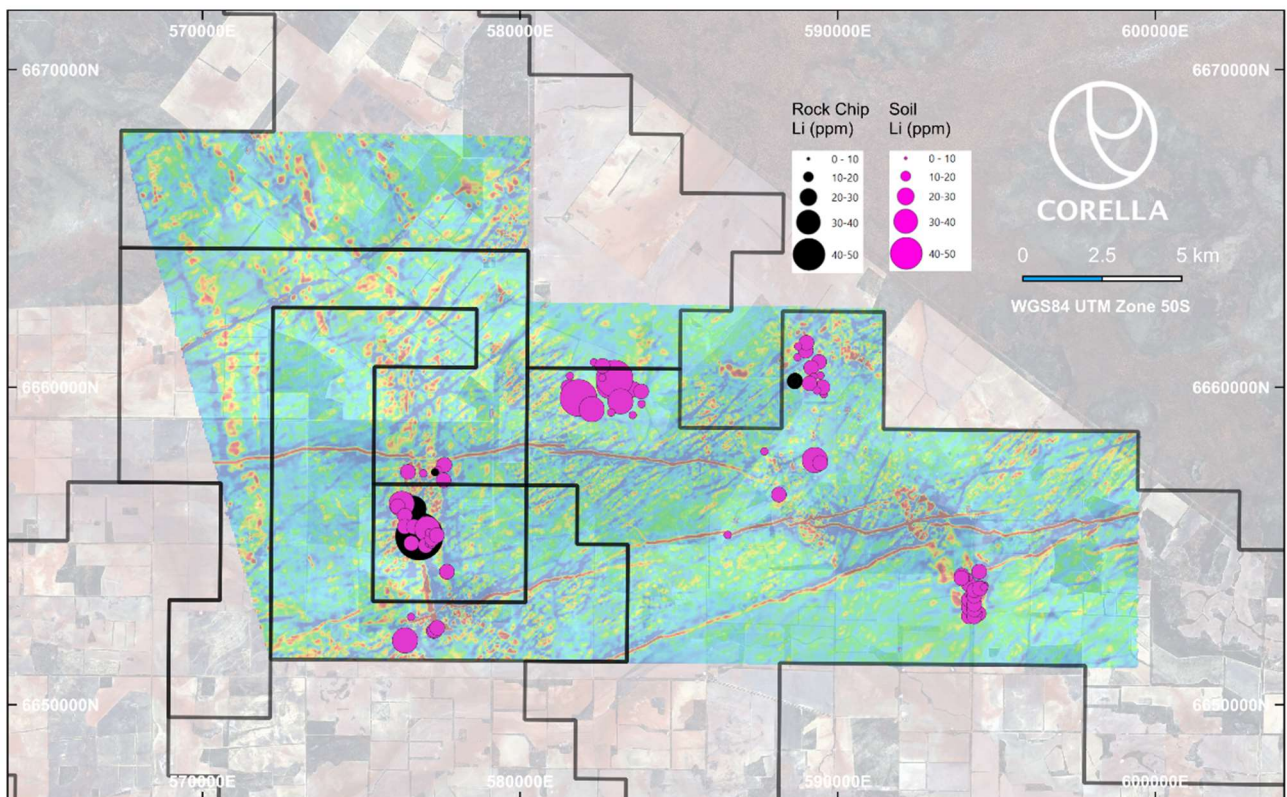 570000E 580000E 590000E 600000E
6670000N 6670000N
Rock Chip
Li (ppm)
0 - 10
10-20
20-30
30-40
40-50
Soil
Li (ppm)
0 - 10
10-20
20-30
30-40
40-50
CORELLA
0 2.5 5 km
WGS84 UTM Zone 50S
6660000N 6660000N
6650000N 6650000N
570000E 580000E 590000E 600000E